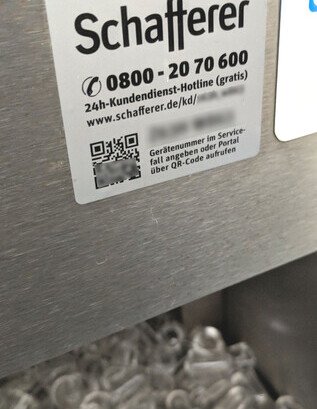 Schafferer
0800 - 20 70 600
24h-Kundendienst-Hotline (gratis)
www.schafferer.de/kd/
Gerätenummer im Service-
fall angeben oder Portal
über QR-Code aufrufen